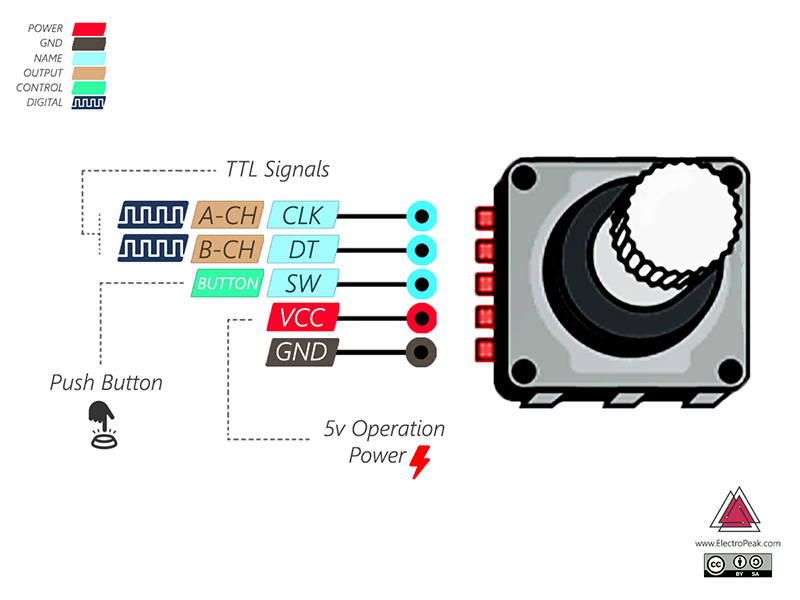 POWER
GND
NAME
OUTPUT
CONTROL
DIGITAL
TTL Signals
A-CH CLK
B-CH DT
BUTTON SW
VCC
GND
Push Button
5v Operation
Power
www.ElectroPeak.com
cc
BY SA